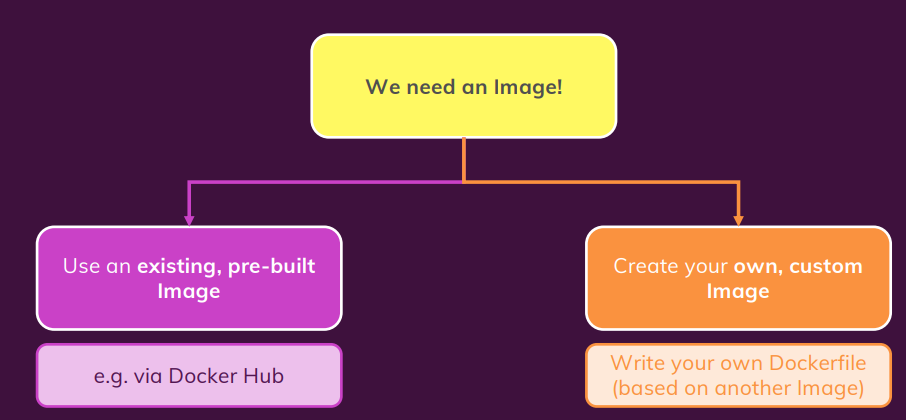 We need an Image!
Use an existing, pre-built
Image
e.g. via Docker Hub
Create your own, custom
Image
Write your own Dockerfile
(based on another Image)